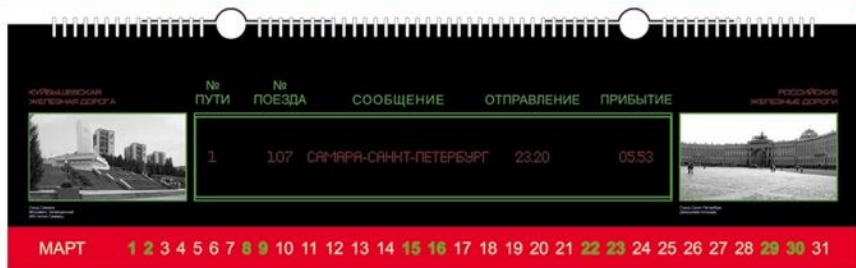 КУЙБЫШЕВСКАЯ
ЖЕЛЕЗНАЯ ДОРОГА
№ ПУТИ
№ ПОЕЗДА
СООБЩЕНИЕ
ОТПРАВЛЕНИЕ
ПРИБЫТИЕ
РОССИЙСКИЕ
ЖЕЛЕЗНЫЕ ДОРОГИ
1 107 САМАРА-САНКТ-ПЕТЕРБУРГ 23.20 05.53
МАРТ 1 2 3 4 5 6 7 8 9 10 11 12 13 14 15 16 17 18 19 20 21 22 23 24 25 26 27 28 29 30 31